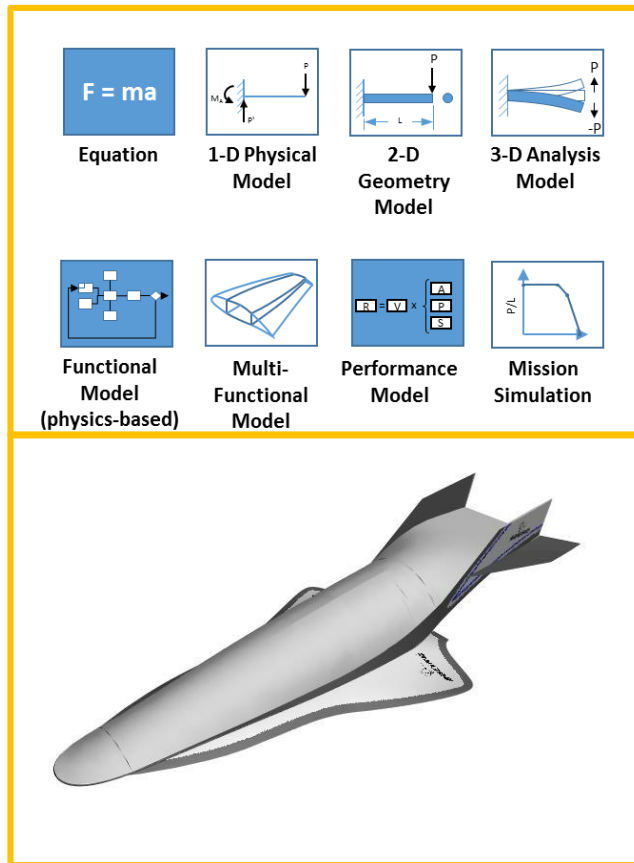 F = ma
Equation
P
M_A
P'
1-D Physical
Model
P
L
2-D
Geometry
Model
P
-P
3-D Analysis
Model
Functional
Model
(physics-based)
Multi-
Functional
Model
R = V x
A
P
S
Performance
Model
P/L
Mission
Simulation